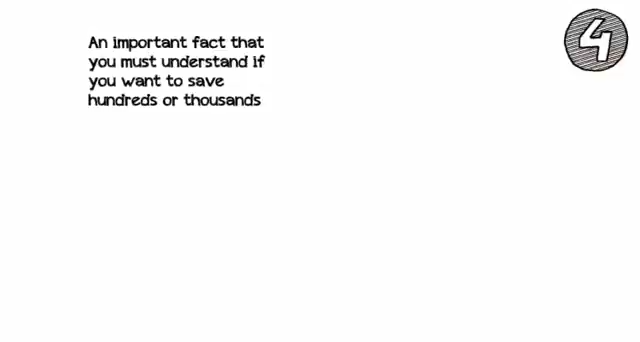 An important fact that
you must understand if
you want to save
hundreds or thousands
4